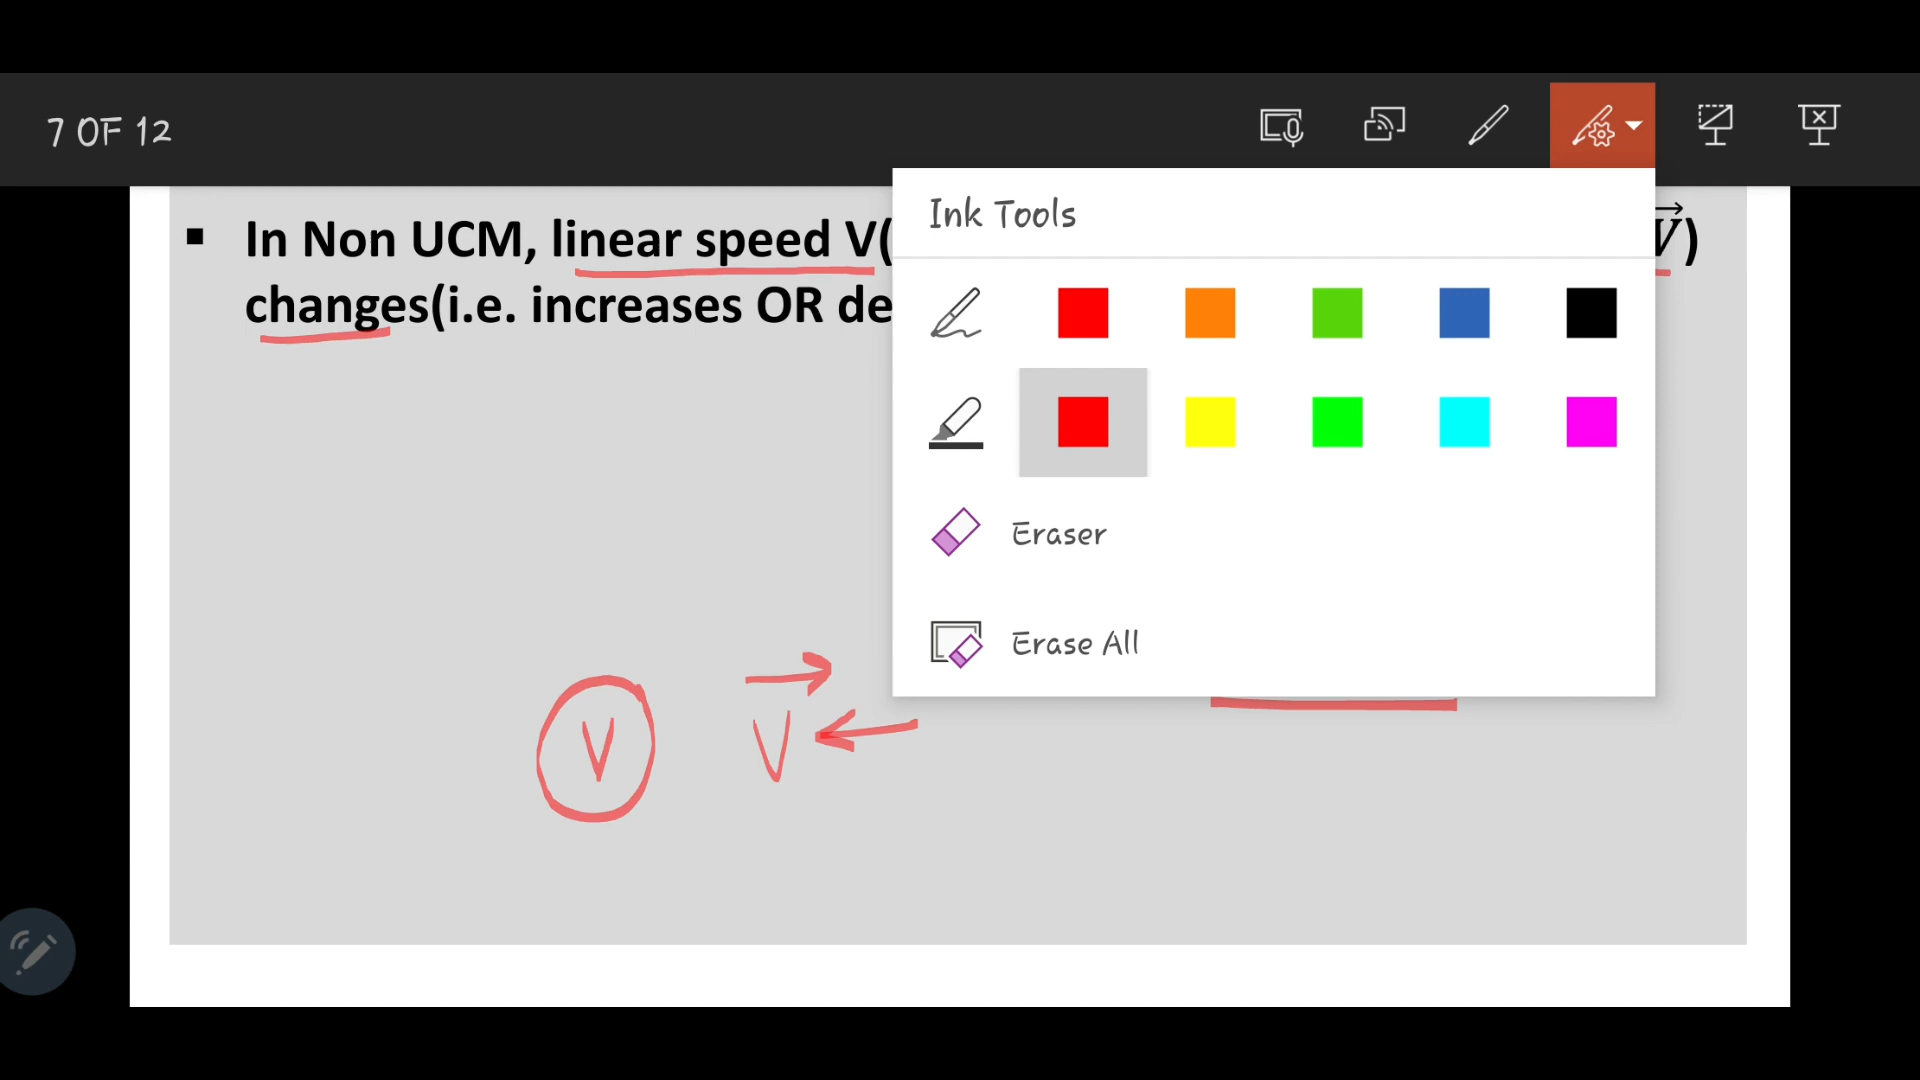 7 OF 12
Ink Tools
▪ In Non UCM, linear speed V( V⃗)
changes(i.e. increases OR de
Eraser
Erase All
V V⃗